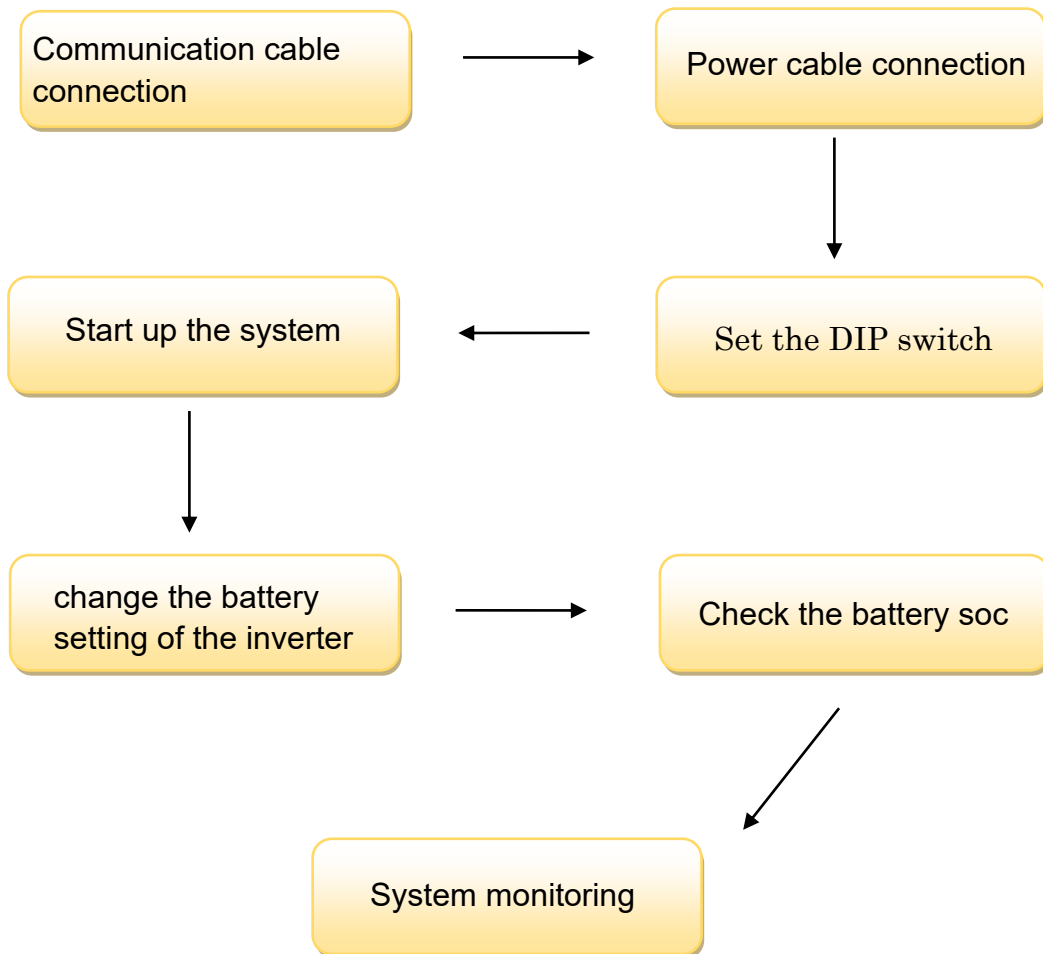 Communication cable
connection
Power cable connection
Set the DIP switch
Start up the system
change the battery
setting of the inverter
Check the battery soc
System monitoring